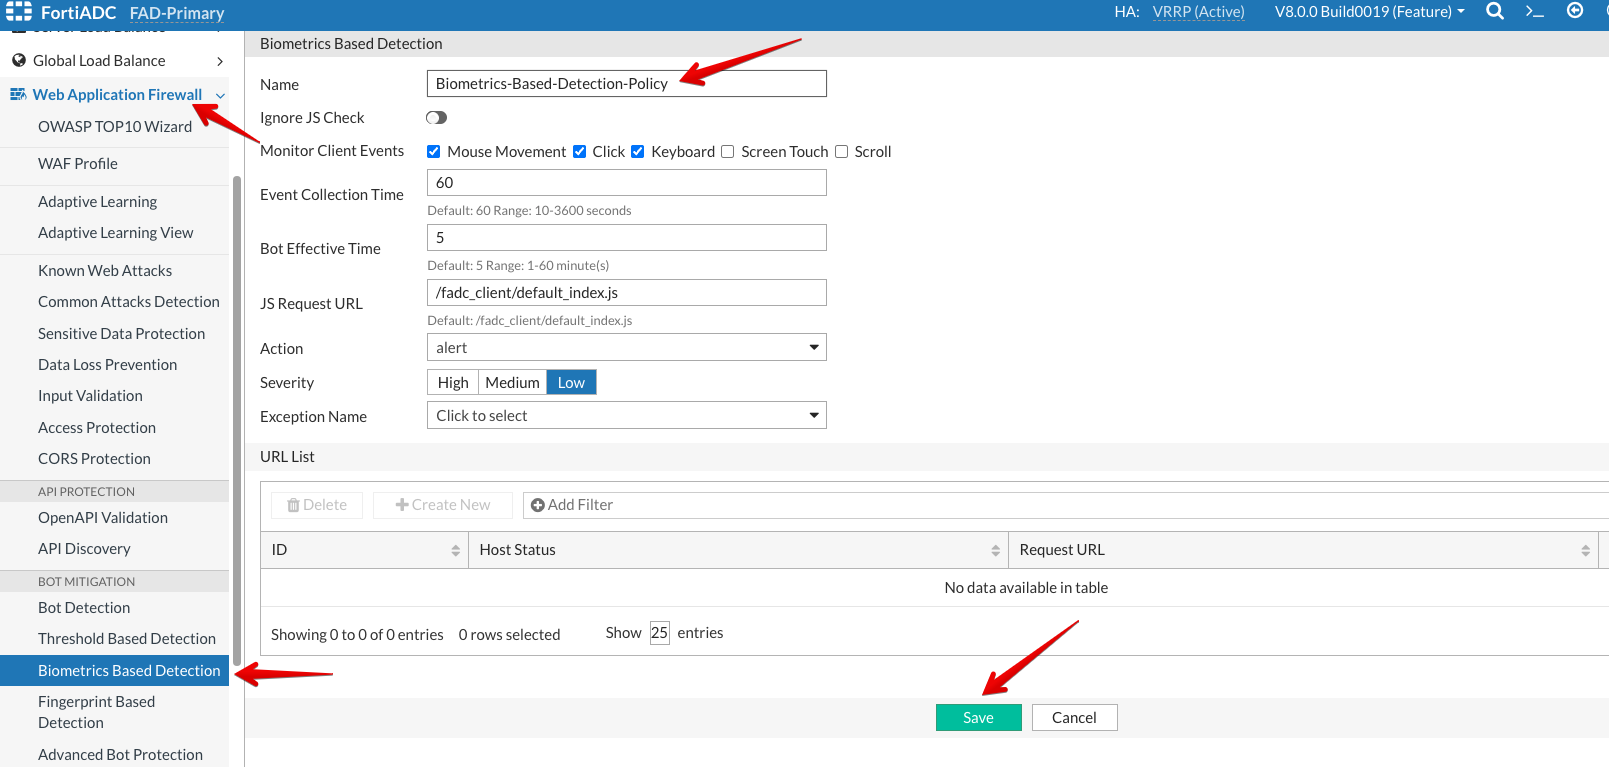 FortiADC FAD-Primary HA: VRRP (Active) V8.0.0 Build0019 (Feature)
Server Load Balance
Global Load Balance
Web Application Firewall
OWASP TOP10 Wizard
WAF Profile
Adaptive Learning
Adaptive Learning View
Known Web Attacks
Common Attacks Detection
Sensitive Data Protection
Data Loss Prevention
Input Validation
Access Protection
CORS Protection
API PROTECTION
OpenAPI Validation
API Discovery
BOT MITIGATION
Bot Detection
Threshold Based Detection
Biometrics Based Detection
Fingerprint Based
Detection
Advanced Bot Protection
Biometrics Based Detection
Name Biometrics-Based-Detection-Policy
Ignore JS Check
Monitor Client Events Mouse Movement Click Keyboard Screen Touch Scroll
Event Collection Time 60
Default: 60 Range: 10-3600 seconds
Bot Effective Time 5
Default: 5 Range: 1-60 minute(s)
JS Request URL /fadc_client/default_index.js
Default: /fadc_client/default_index.js
Action alert
Severity High Medium Low
Exception Name Click to select
URL List
Delete Create New Add Filter
ID Host Status Request URL
No data available in table
Showing 0 to 0 of 0 entries 0 rows selected Show 25 entries
Save Cancel